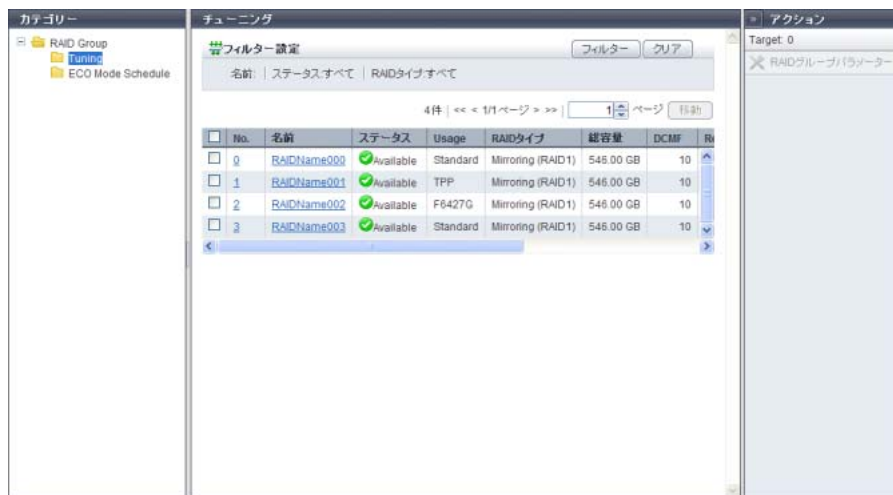 カテゴリー
RAID Group
Tuning
ECO Mode Schedule
チューニング
フィルター設定
フィルター
クリア
名前: ステータス:すべて RAIDタイプ:すべて
4件 | << < 1/1ページ > >> | 1 ページ 移動
No. 名前 ステータス Usage RAIDタイプ 総容量 DCMF
0 RAIDName000 Available Standard Mirroring (RAID1) 546.00 GB 10
1 RAIDName001 Available TPP Mirroring (RAID1) 546.00 GB 10
2 RAIDName002 Available F6427G Mirroring (RAID1) 546.00 GB 10
3 RAIDName003 Available Standard Mirroring (RAID1) 546.00 GB 10
» アクション
Target: 0
RAIDグループパラメーター